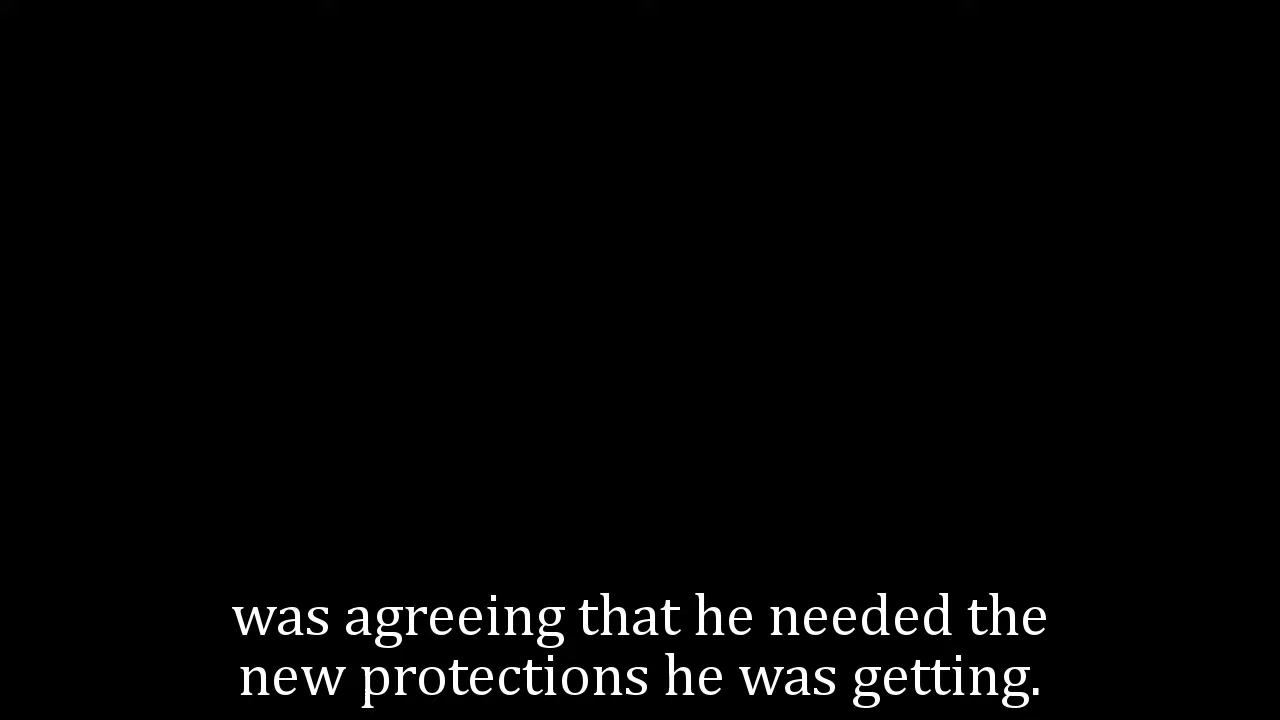 was agreeing that he needed the
new protections he was getting.